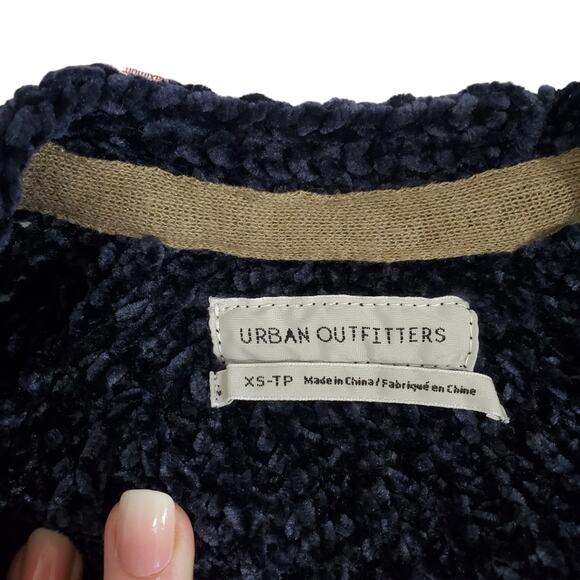 URBAN OUTFITTERS
XS-TP Made in China / Fabriqué en Chine